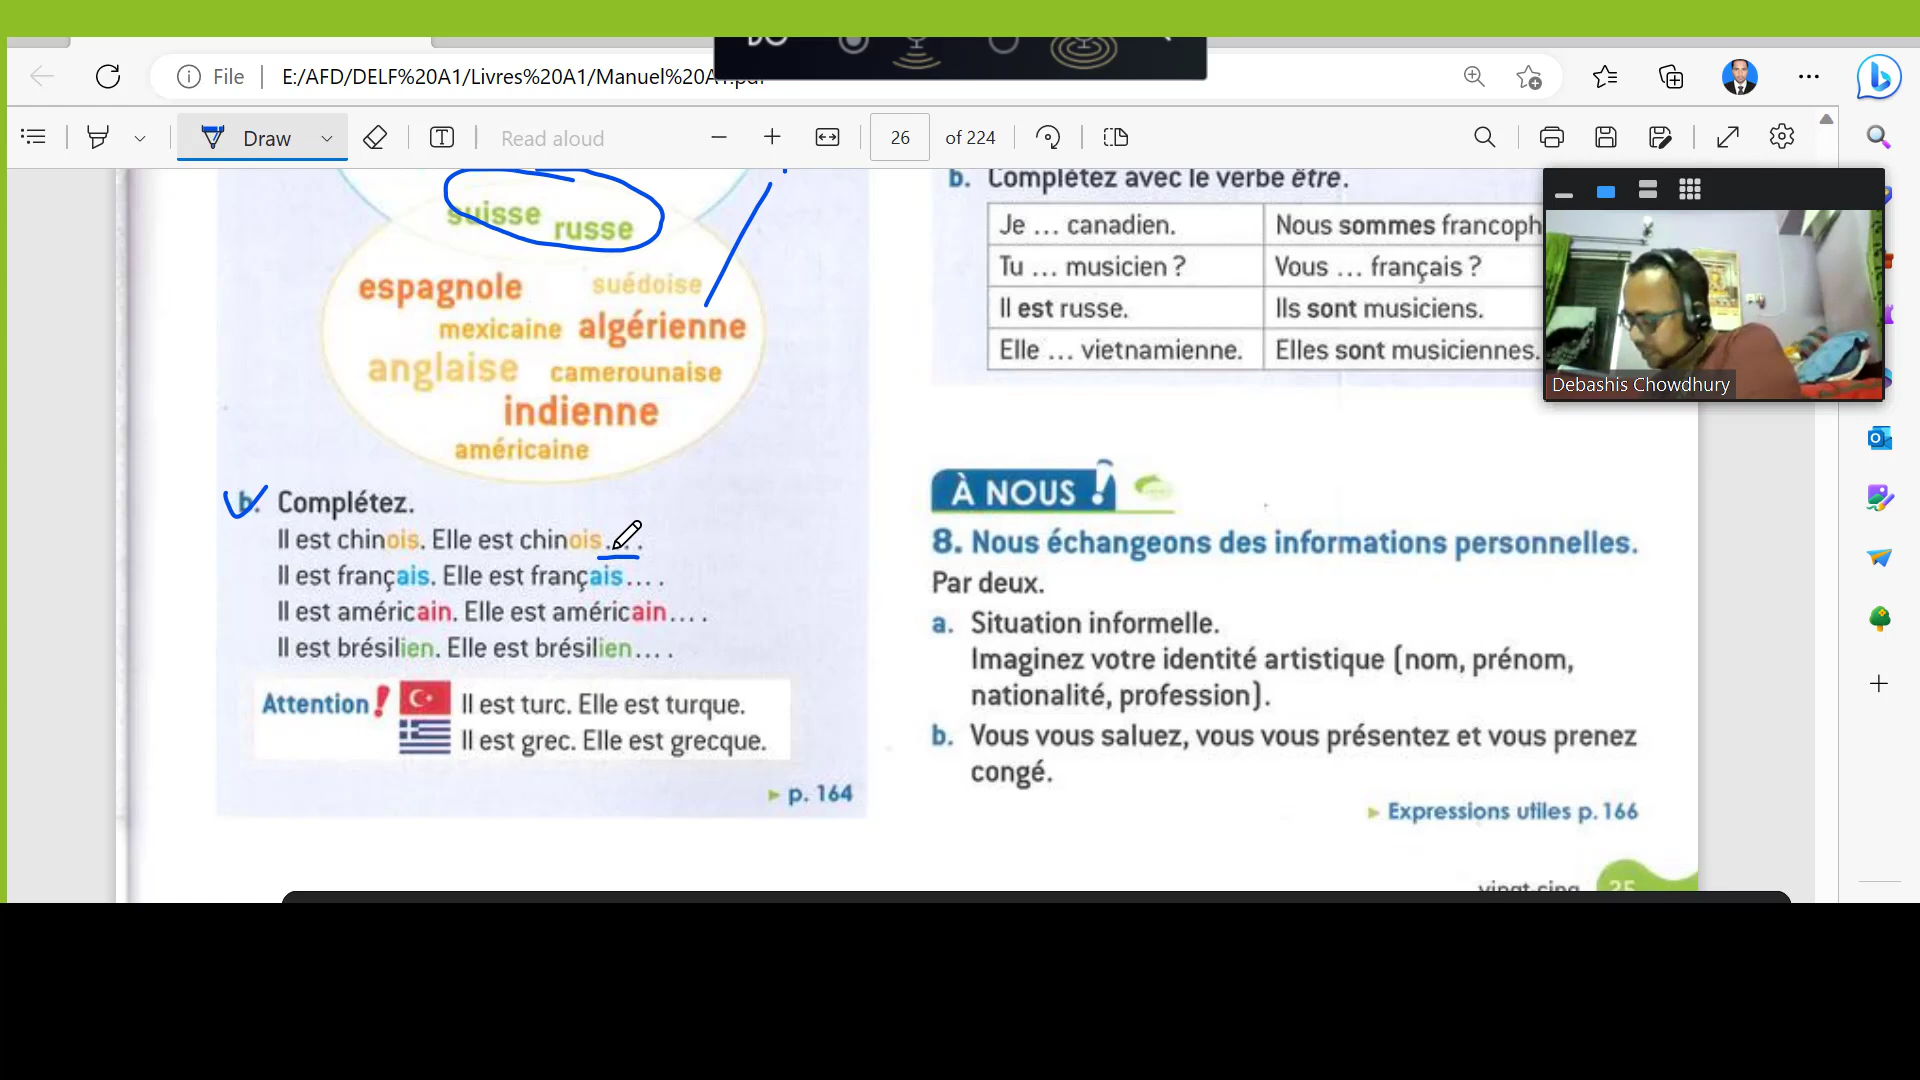 File
E:/AFD/DELF%20A1/Livres%20A1/Manuel%20A1.pdf
Draw
Read aloud
26 of 224
suisse
russe
espagnole
suédoise
mexicaine
algérienne
anglaise
camerounaise
indienne
américaine
b. Complétez.
Il est chinois. Elle est chinois....
Il est français. Elle est français... .
Il est américain. Elle est américain... .
Il est brésilien. Elle est brésilien... .
Attention !
Il est turc. Elle est turque.
Il est grec. Elle est grecque.
p. 164
b. Complétez avec le verbe être.
Je ... canadien.
Nous sommes francoph
Tu ... musicien ?
Vous ... français ?
Il est russe.
Ils sont musiciens.
Elle ... vietnamienne.
Elles sont musiciennes.
À NOUS !
8. Nous échangeons des informations personnelles.
Par deux.
a. Situation informelle.
Imaginez votre identité artistique (nom, prénom,
nationalité, profession).
b. Vous vous saluez, vous vous présentez et vous prenez
congé.
Expressions utiles p. 166
vingt-cinq 25
Debashis Chowdhury